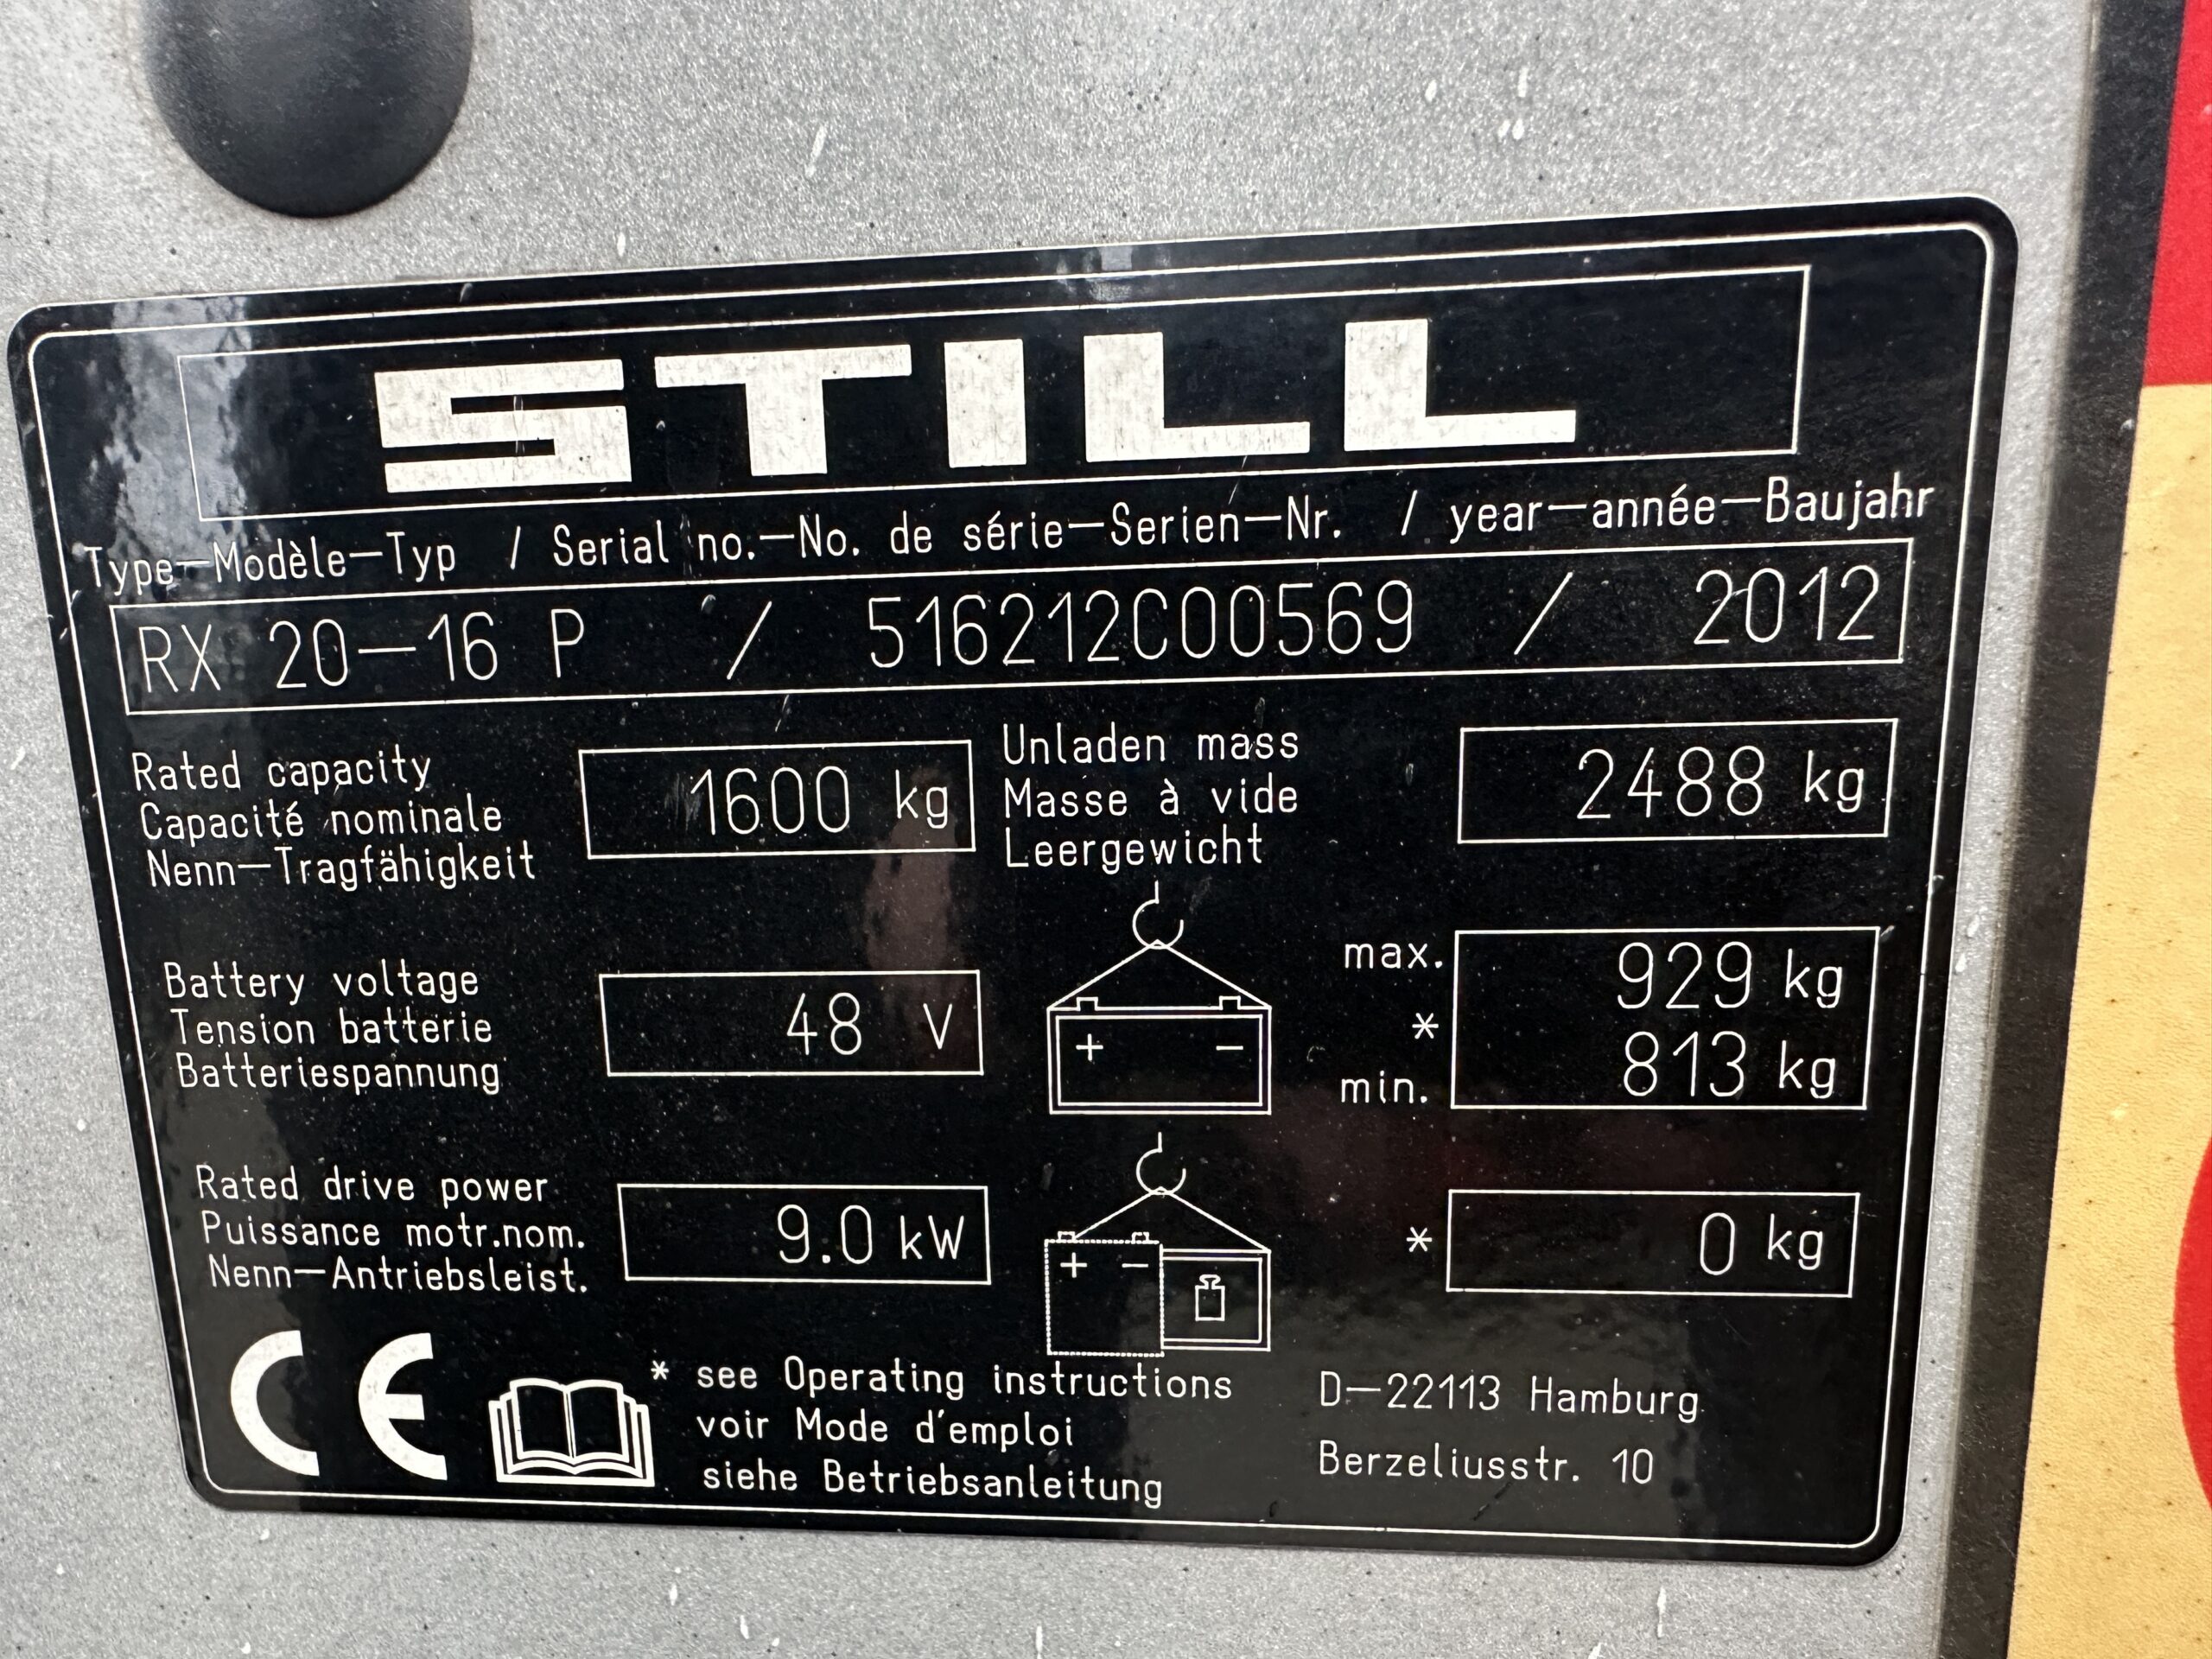 STILL
Type-Modèle-Typ / Serial no.-No. de série-Serien-Nr. / year-année-Baujahr
RX 20-16 P / 516212C00569 / 2012
Rated capacity
Capacité nominale
Nenn-Tragfähigkeit
1600 kg
Unladen mass
Masse à vide
Leergewicht
2488 kg
Battery voltage
Tension batterie
Batteriespannung
48 V
+ -
max.
*
min.
929 kg
813 kg
Rated drive power
Puissance motr.nom.
Nenn-Antriebsleist.
9.0 kW
+ -
* 0 kg
CE
* see Operating instructions
voir Mode d'emploi
siehe Betriebsanleitung
D-22113 Hamburg
Berzeliusstr. 10